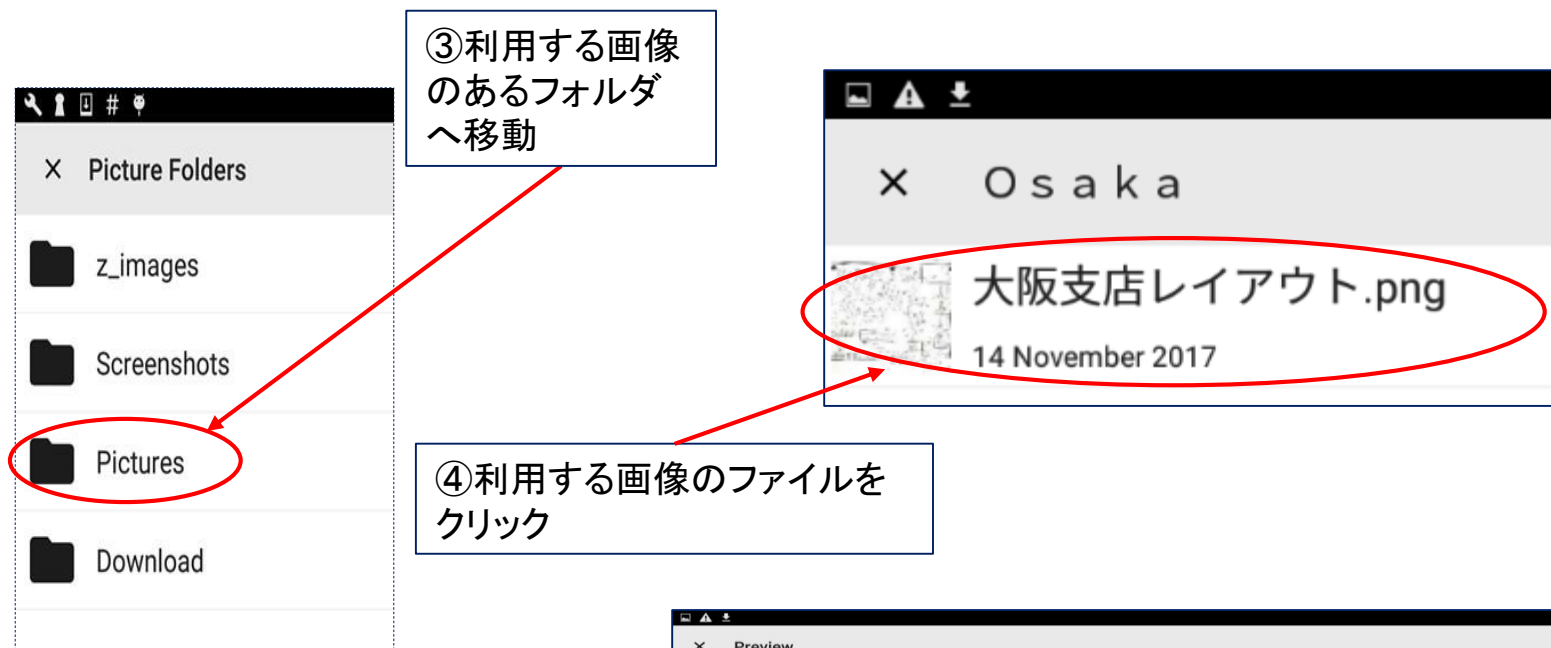 ③利用する画像
のあるフォルダ
へ移動
Picture Folders
z_images
Screenshots
Pictures
Download
Ｏｓａｋａ
大阪支店レイアウト.png
14 November 2017
④利用する画像のファイルを
クリック
Preview